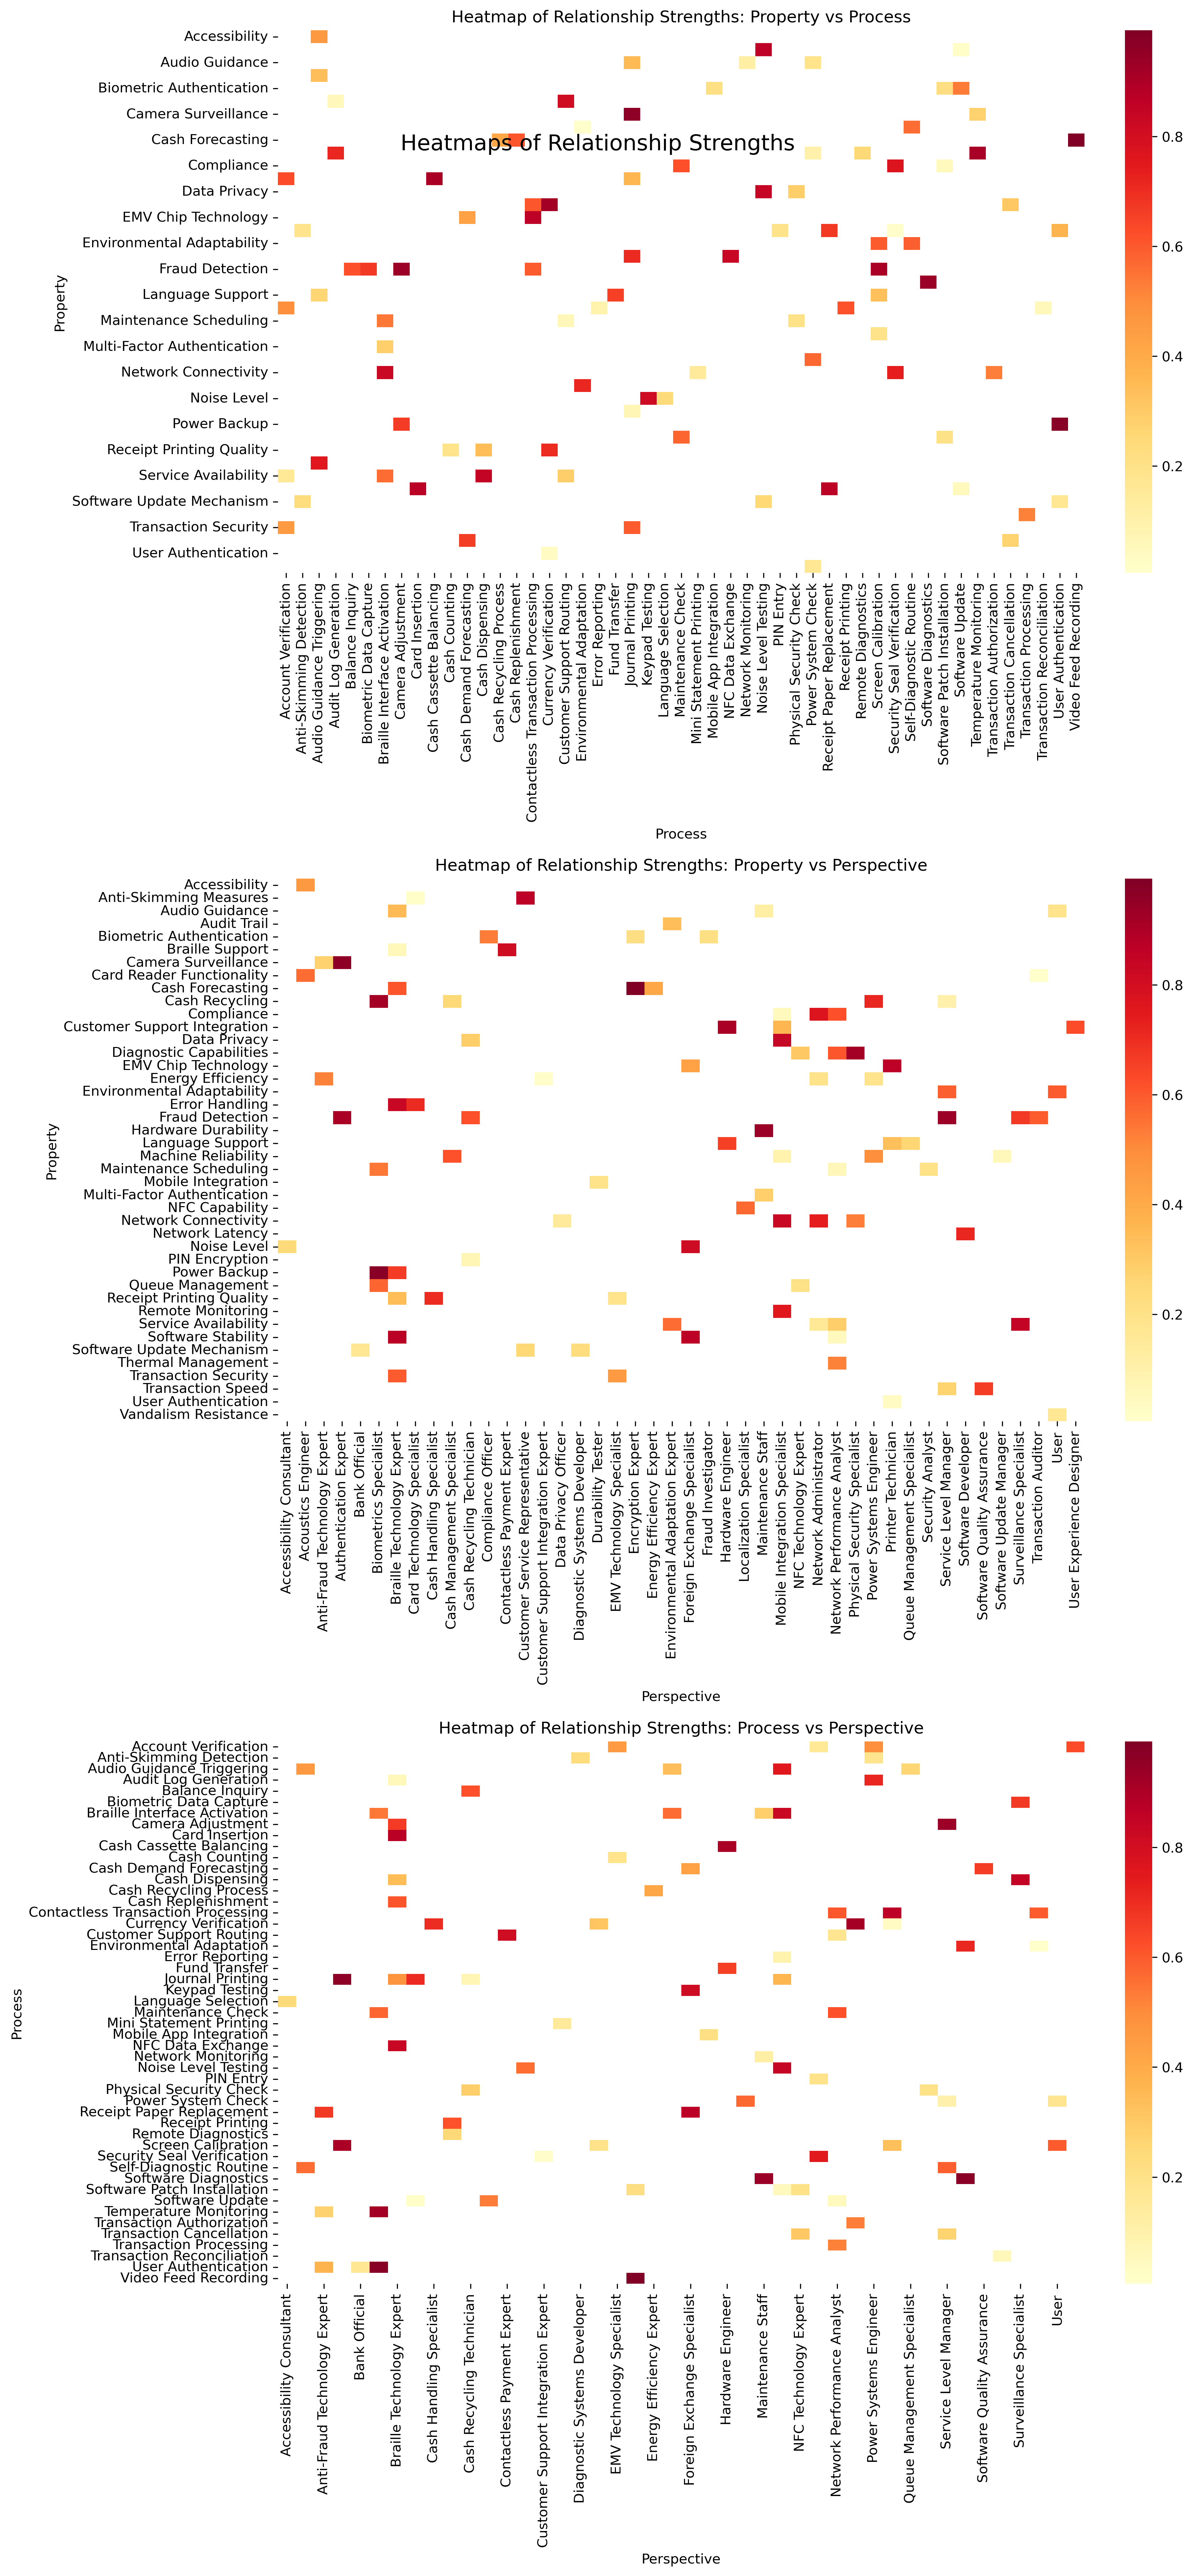 Heatmap of Relationship Strengths: Property vs Process
Heatmaps of Relationship Strengths
Property
Accessibility
Audio Guidance
Biometric Authentication
Camera Surveillance
Cash Forecasting
Compliance
Data Privacy
EMV Chip Technology
Environmental Adaptability
Fraud Detection
Language Support
Maintenance Scheduling
Multi-Factor Authentication
Network Connectivity
Noise Level
Power Backup
Receipt Printing Quality
Service Availability
Software Update Mechanism
Transaction Security
User Authentication
0.8
0.6
0.4
0.2
Account Verification
Anti-Skimming Detection
Audio Guidance Triggering
Audit Log Generation
Balance Inquiry
Biometric Data Capture
Braille Interface Activation
Camera Adjustment
Card Insertion
Cash Cassette Balancing
Cash Counting
Cash Demand Forecasting
Cash Dispensing
Cash Recycling Process
Cash Replenishment
Contactless Transaction Processing
Currency Verification
Customer Support Routing
Environmental Adaptation
Error Reporting
Fund Transfer
Journal Printing
Keypad Testing
Language Selection
Maintenance Check
Mini Statement Printing
Mobile App Integration
NFC Data Exchange
Network Monitoring
Noise Level Testing
PIN Entry
Physical Security Check
Power System Check
Receipt Paper Replacement
Receipt Printing
Remote Diagnostics
Screen Calibration
Security Seal Verification
Self-Diagnostic Routine
Software Diagnostics
Software Patch Installation
Software Update
Temperature Monitoring
Transaction Authorization
Transaction Cancellation
Transaction Processing
Transaction Reconciliation
User Authentication
Video Feed Recording
Process
Heatmap of Relationship Strengths: Property vs Perspective
Property
Accessibility
Anti-Skimming Measures
Audio Guidance
Audit Trail
Biometric Authentication
Braille Support
Camera Surveillance
Card Reader Functionality
Cash Forecasting
Cash Recycling
Compliance
Customer Support Integration
Data Privacy
Diagnostic Capabilities
EMV Chip Technology
Energy Efficiency
Environmental Adaptability
Error Handling
Fraud Detection
Hardware Durability
Language Support
Machine Reliability
Maintenance Scheduling
Mobile Integration
Multi-Factor Authentication
NFC Capability
Network Connectivity
Network Latency
Noise Level
PIN Encryption
Power Backup
Queue Management
Receipt Printing Quality
Remote Monitoring
Service Availability
Software Stability
Software Update Mechanism
Thermal Management
Transaction Security
Transaction Speed
User Authentication
Vandalism Resistance
0.8
0.6
0.4
0.2
Accessibility Consultant
Acoustics Engineer
Anti-Fraud Technology Expert
Authentication Expert
Bank Official
Biometrics Specialist
Braille Technology Expert
Card Technology Specialist
Cash Handling Specialist
Cash Management Specialist
Cash Recycling Technician
Compliance Officer
Contactless Payment Expert
Customer Service Representative
Customer Support Integration Expert
Data Privacy Officer
Diagnostic Systems Developer
Durability Tester
EMV Technology Specialist
Encryption Expert
Energy Efficiency Expert
Environmental Adaptation Expert
Foreign Exchange Specialist
Fraud Investigator
Hardware Engineer
Localization Specialist
Maintenance Staff
Mobile Integration Specialist
NFC Technology Expert
Network Administrator
Network Performance Analyst
Physical Security Specialist
Power Systems Engineer
Printer Technician
Queue Management Specialist
Security Analyst
Service Level Manager
Software Developer
Software Quality Assurance
Software Update Manager
Surveillance Specialist
Transaction Auditor
User
User Experience Designer
Perspective
Heatmap of Relationship Strengths: Process vs Perspective
Process
Account Verification
Anti-Skimming Detection
Audio Guidance Triggering
Audit Log Generation
Balance Inquiry
Biometric Data Capture
Braille Interface Activation
Camera Adjustment
Card Insertion
Cash Cassette Balancing
Cash Counting
Cash Demand Forecasting
Cash Dispensing
Cash Recycling Process
Cash Replenishment
Contactless Transaction Processing
Currency Verification
Customer Support Routing
Environmental Adaptation
Error Reporting
Fund Transfer
Journal Printing
Keypad Testing
Language Selection
Maintenance Check
Mini Statement Printing
Mobile App Integration
NFC Data Exchange
Network Monitoring
Noise Level Testing
PIN Entry
Physical Security Check
Power System Check
Receipt Paper Replacement
Receipt Printing
Remote Diagnostics
Screen Calibration
Security Seal Verification
Self-Diagnostic Routine
Software Diagnostics
Software Patch Installation
Software Update
Temperature Monitoring
Transaction Authorization
Transaction Cancellation
Transaction Processing
Transaction Reconciliation
User Authentication
Video Feed Recording
0.8
0.6
0.4
0.2
Accessibility Consultant
Anti-Fraud Technology Expert
Bank Official
Braille Technology Expert
Cash Handling Specialist
Cash Recycling Technician
Contactless Payment Expert
Customer Support Integration Expert
Diagnostic Systems Developer
EMV Technology Specialist
Energy Efficiency Expert
Foreign Exchange Specialist
Hardware Engineer
Maintenance Staff
NFC Technology Expert
Network Performance Analyst
Power Systems Engineer
Queue Management Specialist
Service Level Manager
Software Quality Assurance
Surveillance Specialist
User
Perspective